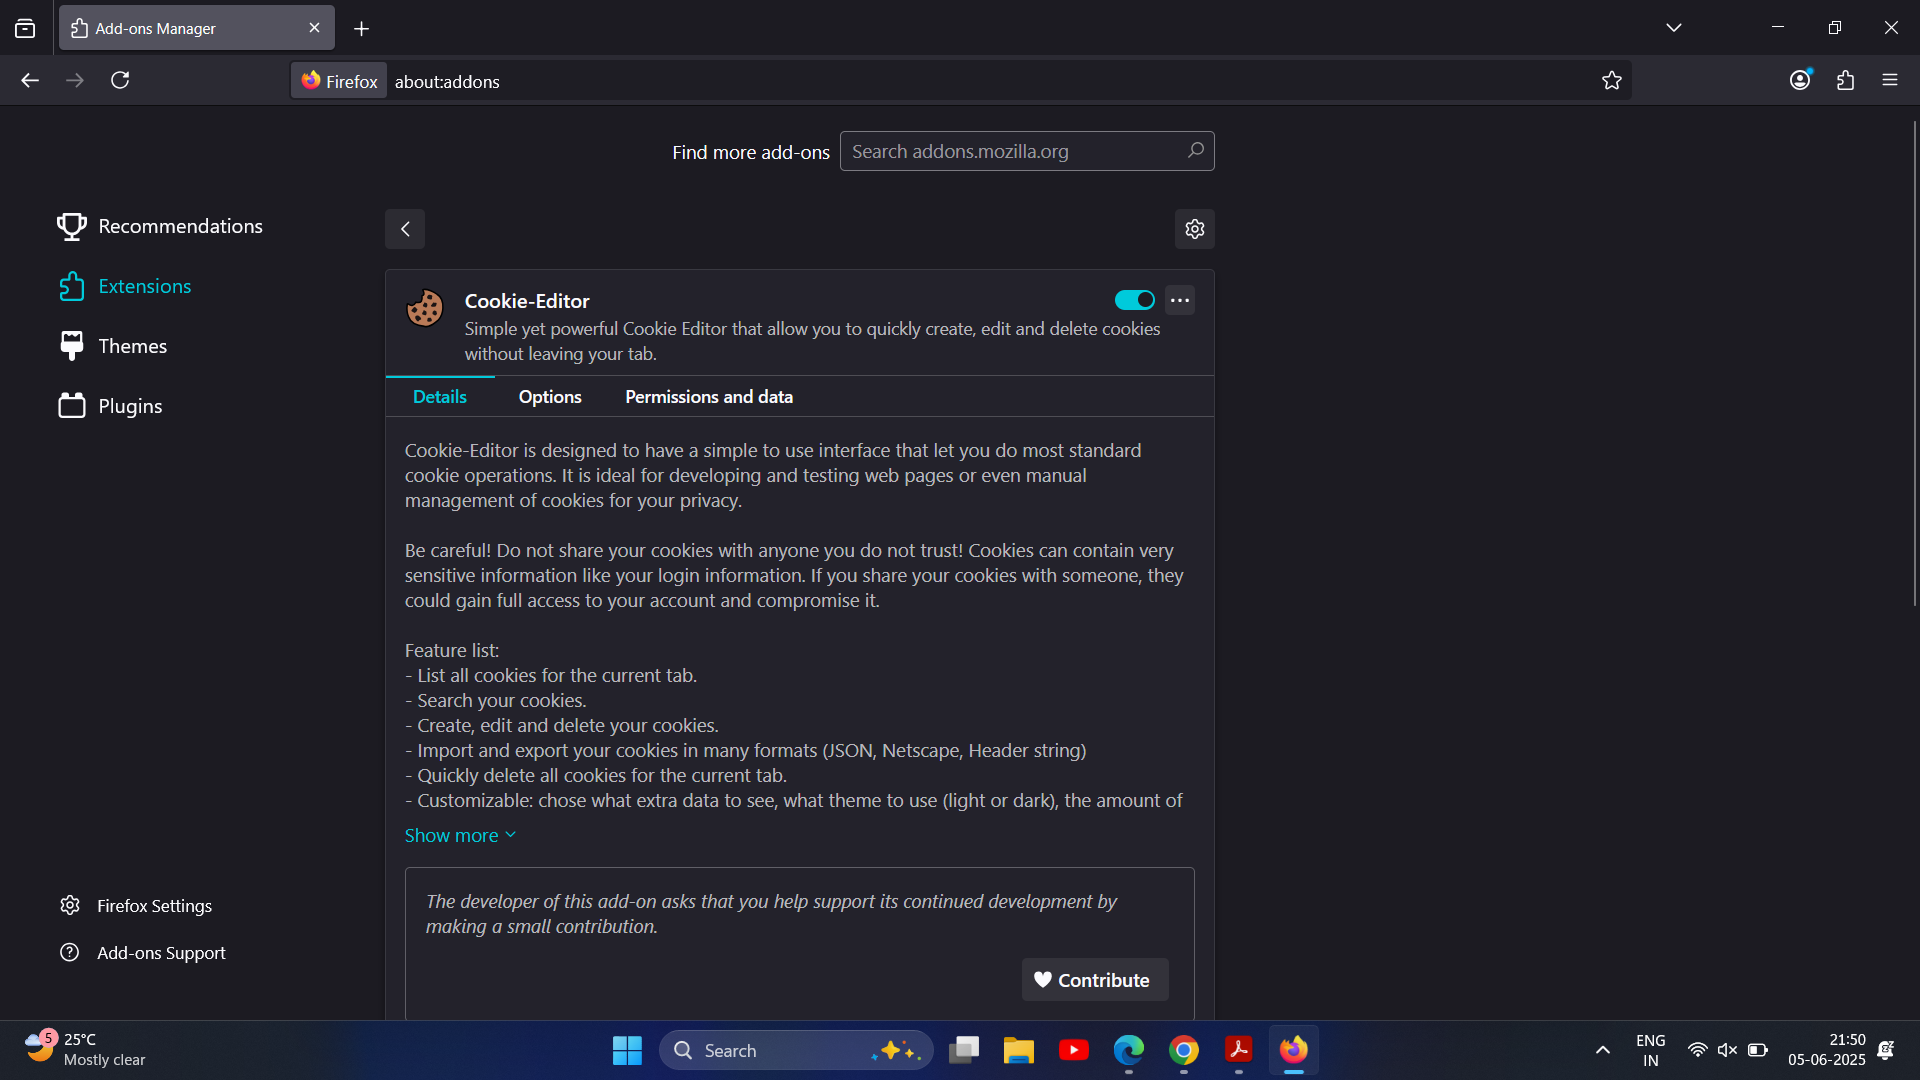 Add-ons Manager
Firefox
about:addons
Find more add-ons
Search addons.mozilla.org
Recommendations
Extensions
Themes
Plugins
Cookie-Editor
Simple yet powerful Cookie Editor that allow you to quickly create, edit and delete cookies
without leaving your tab.
Details Options Permissions and data
Cookie-Editor is designed to have a simple to use interface that let you do most standard
cookie operations. It is ideal for developing and testing web pages or even manual
management of cookies for your privacy.
Be careful! Do not share your cookies with anyone you do not trust! Cookies can contain very
sensitive information like your login information. If you share your cookies with someone, they
could gain full access to your account and compromise it.
Feature list:
- List all cookies for the current tab.
- Search your cookies.
- Create, edit and delete your cookies.
- Import and export your cookies in many formats (JSON, Netscape, Header string)
- Quickly delete all cookies for the current tab.
- Customizable: chose what extra data to see, what theme to use (light or dark), the amount of
Show more
The developer of this add-on asks that you help support its continued development by
making a small contribution.
Contribute
Firefox Settings
Add-ons Support
5
25°C
Mostly clear
Search
ENG
IN
21:50
05-06-2025